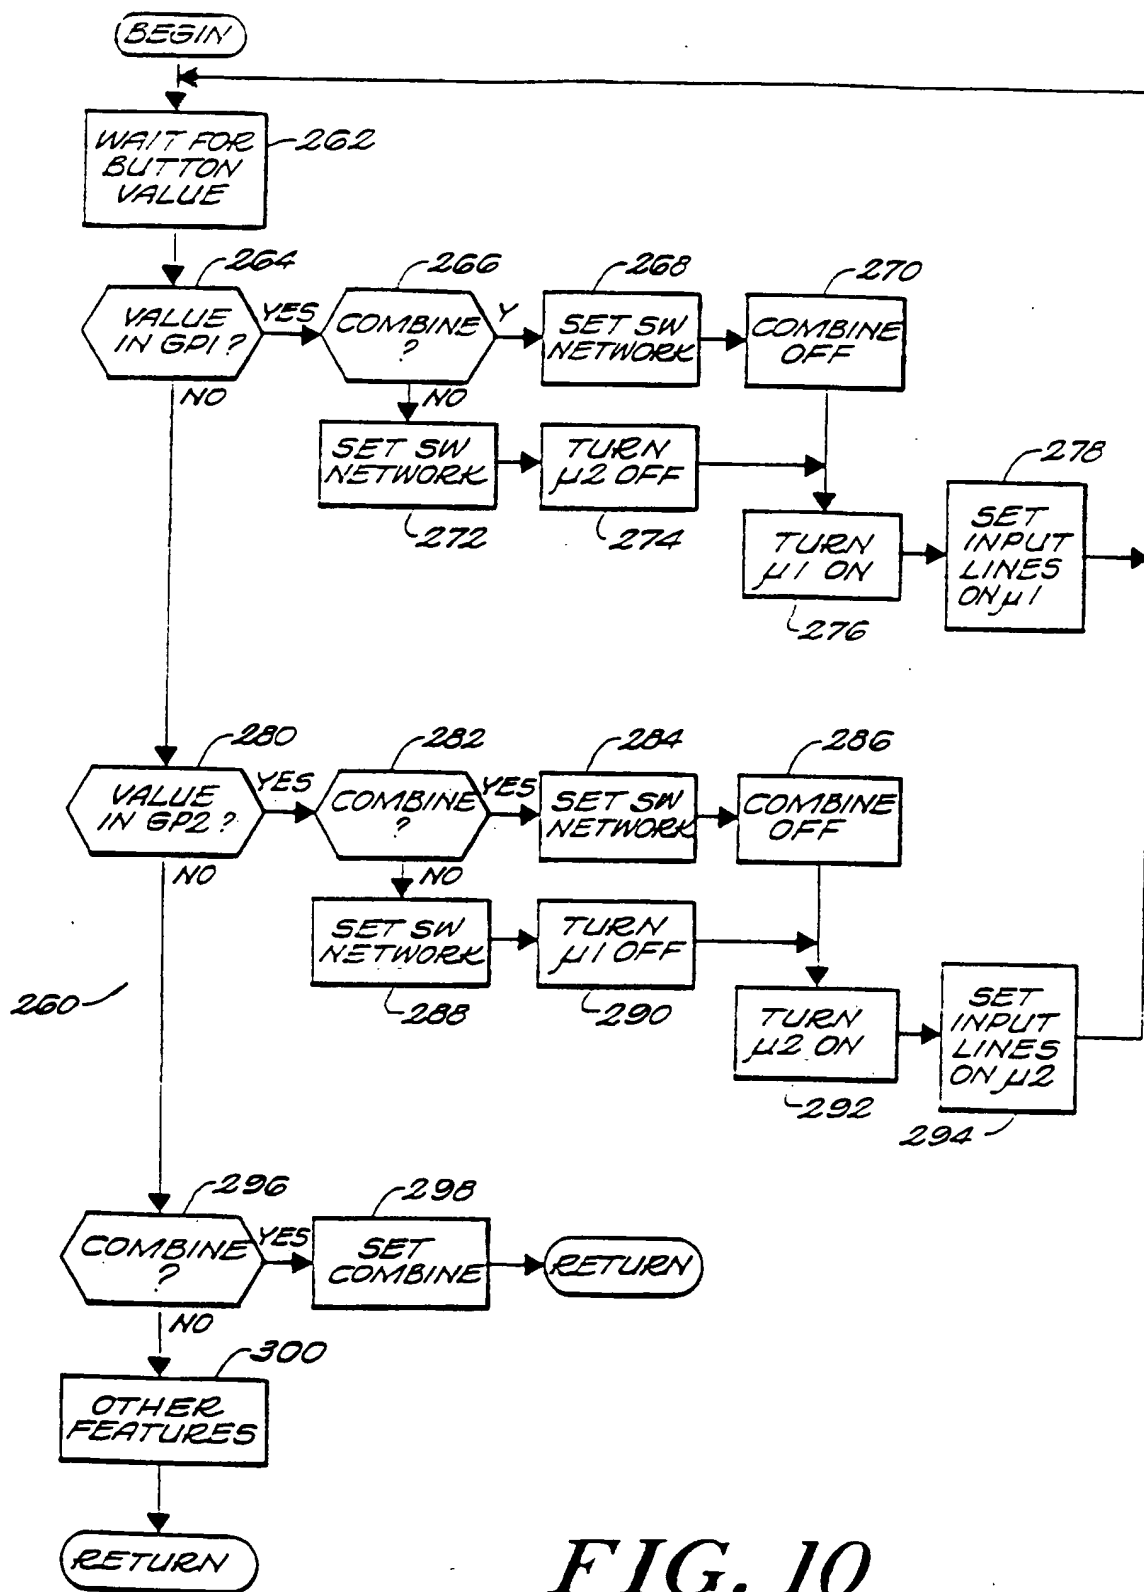 BEGIN
WAIT FOR
BUTTON
VALUE
262
264
VALUE
IN GP1 ?
YES
NO
266
COMBINE
?
Y
NO
268
SET SW
NETWORK
270
COMBINE
OFF
SET SW
NETWORK
272
TURN
μ2 OFF
274
TURN
μ1 ON
276
278
SET
INPUT
LINES
ON μ1
280
VALUE
IN GP2 ?
YES
NO
282
COMBINE
?
YES
NO
284
SET SW
NETWORK
286
COMBINE
OFF
SET SW
NETWORK
288
TURN
μ1 OFF
290
TURN
μ2 ON
292
SET
INPUT
LINES
ON μ2
294
260
296
COMBINE
?
YES
NO
298
SET
COMBINE
RETURN
300
OTHER
FEATURES
RETURN
FIG. 10